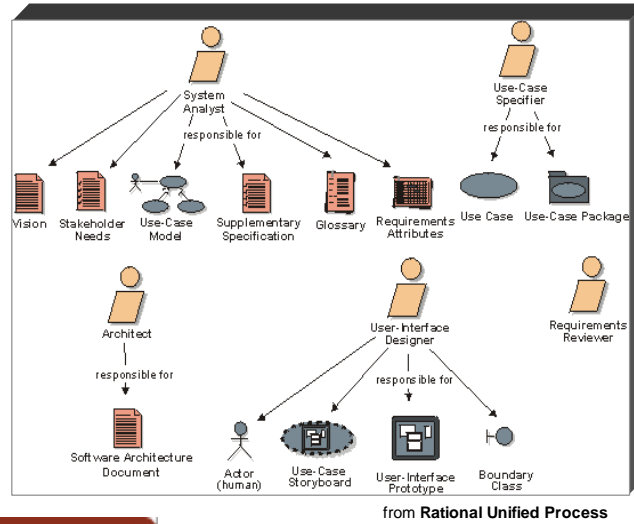 System
Analyst
Use-Case
Specifier
responsible for
responsible for
Vision
Stakeholder
Needs
Use-Case
Model
Supplementary
Specification
Glossary
Requirements
Attributes
Use Case
Use-Case Package
Architect
User-Interface
Designer
Requirements
Reviewer
responsible for
responsible for
Software Architecture
Document
Actor
(human)
Use-Case
Storyboard
User-Interface
Prototype
Boundary
Class
from Rational Unified Process